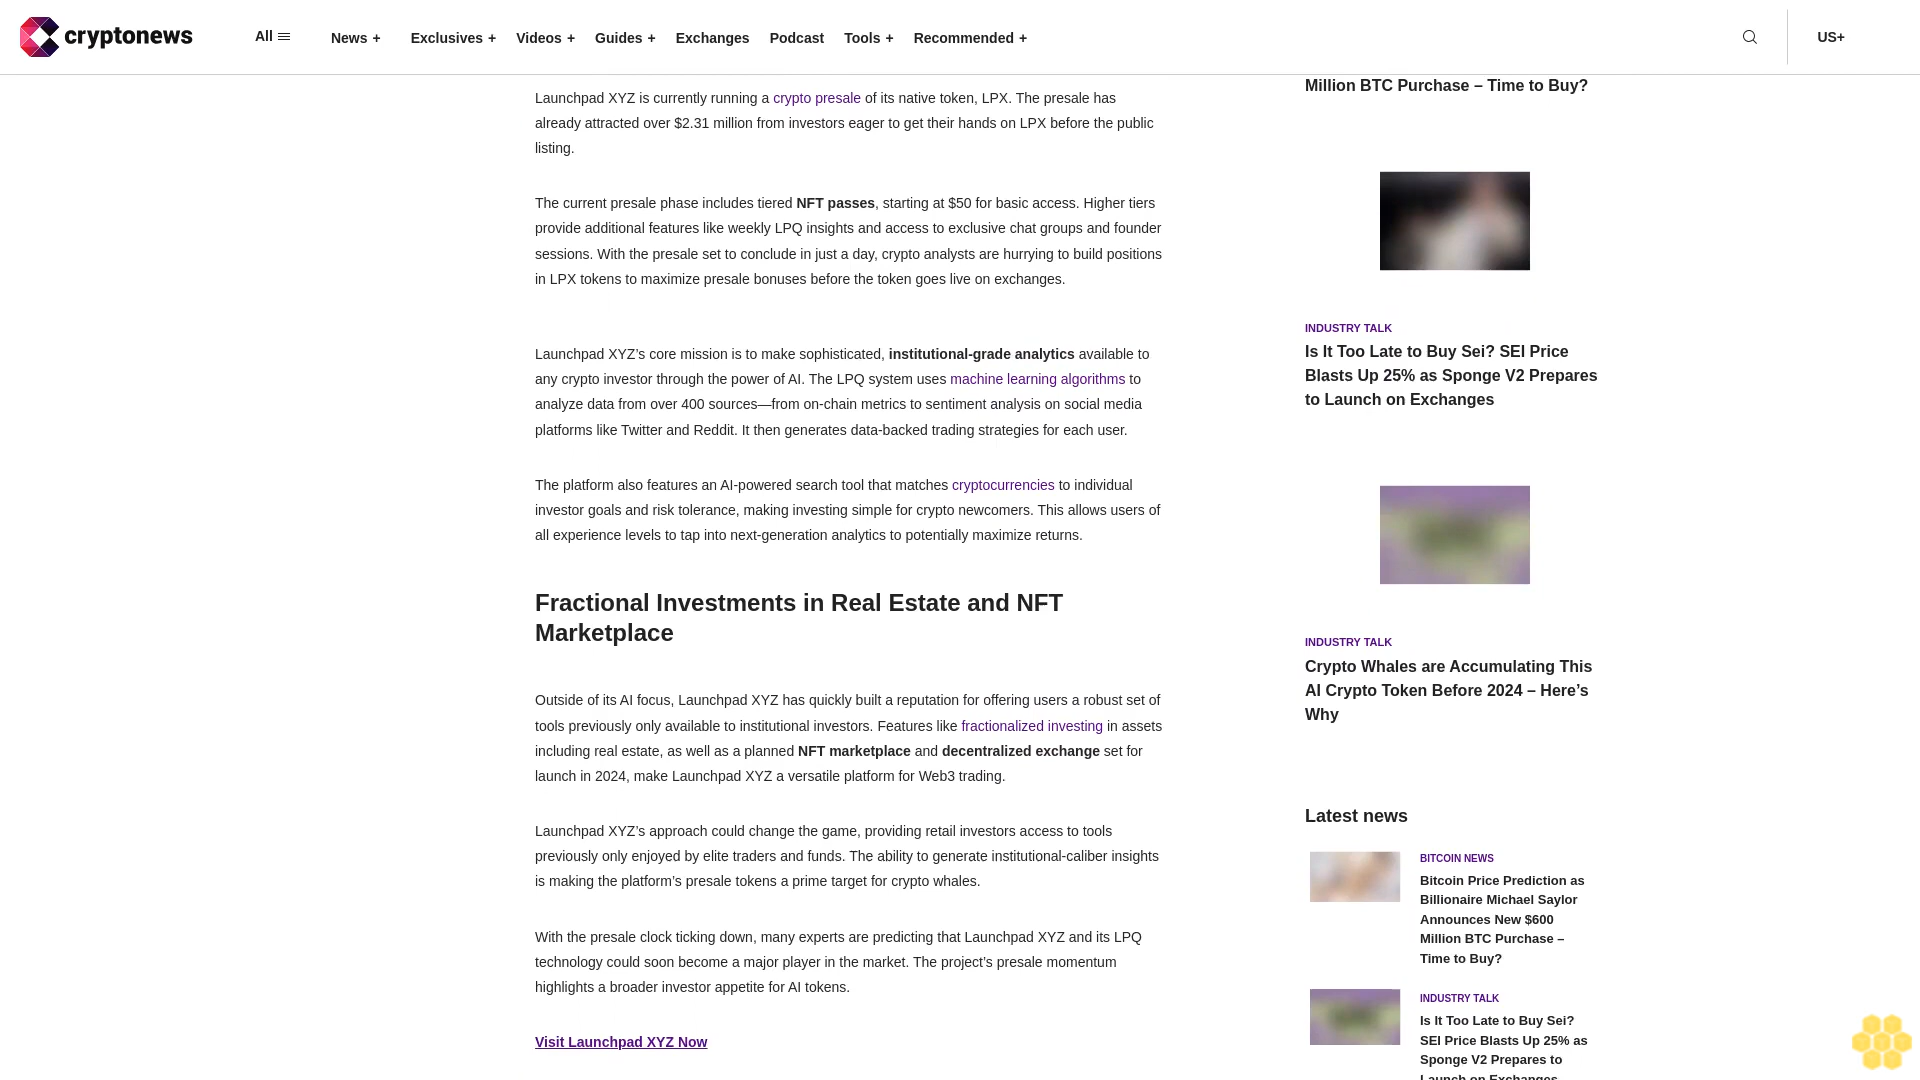 cryptonews
All
News +
Exclusives +
Videos +
Guides +
Exchanges
Podcast
Tools +
Recommended +
US+
Launchpad XYZ is currently running a crypto presale of its native token, LPX. The presale has
already attracted over $2.31 million from investors eager to get their hands on LPX before the public
listing.
The current presale phase includes tiered NFT passes, starting at $50 for basic access. Higher tiers
provide additional features like weekly LPQ insights and access to exclusive chat groups and founder
sessions. With the presale set to conclude in just a day, crypto analysts are hurrying to build positions
in LPX tokens to maximize presale bonuses before the token goes live on exchanges.
Launchpad XYZ’s core mission is to make sophisticated, institutional-grade analytics available to
any crypto investor through the power of AI. The LPQ system uses machine learning algorithms to
analyze data from over 400 sources—from on-chain metrics to sentiment analysis on social media
platforms like Twitter and Reddit. It then generates data-backed trading strategies for each user.
The platform also features an AI-powered search tool that matches cryptocurrencies to individual
investor goals and risk tolerance, making investing simple for crypto newcomers. This allows users of
all experience levels to tap into next-generation analytics to potentially maximize returns.
Fractional Investments in Real Estate and NFT
Marketplace
Outside of its AI focus, Launchpad XYZ has quickly built a reputation for offering users a robust set of
tools previously only available to institutional investors. Features like fractionalized investing in assets
including real estate, as well as a planned NFT marketplace and decentralized exchange set for
launch in 2024, make Launchpad XYZ a versatile platform for Web3 trading.
Launchpad XYZ’s approach could change the game, providing retail investors access to tools
previously only enjoyed by elite traders and funds. The ability to generate institutional-caliber insights
is making the platform’s presale tokens a prime target for crypto whales.
With the presale clock ticking down, many experts are predicting that Launchpad XYZ and its LPQ
technology could soon become a major player in the market. The project’s presale momentum
highlights a broader investor appetite for AI tokens.
Visit Launchpad XYZ Now
Million BTC Purchase – Time to Buy?
INDUSTRY TALK
Is It Too Late to Buy Sei? SEI Price
Blasts Up 25% as Sponge V2 Prepares
to Launch on Exchanges
INDUSTRY TALK
Crypto Whales are Accumulating This
AI Crypto Token Before 2024 – Here’s
Why
Latest news
BITCOIN NEWS
Bitcoin Price Prediction as
Billionaire Michael Saylor
Announces New $600
Million BTC Purchase –
Time to Buy?
INDUSTRY TALK
Is It Too Late to Buy Sei?
SEI Price Blasts Up 25% as
Sponge V2 Prepares to
Launch on Exchanges